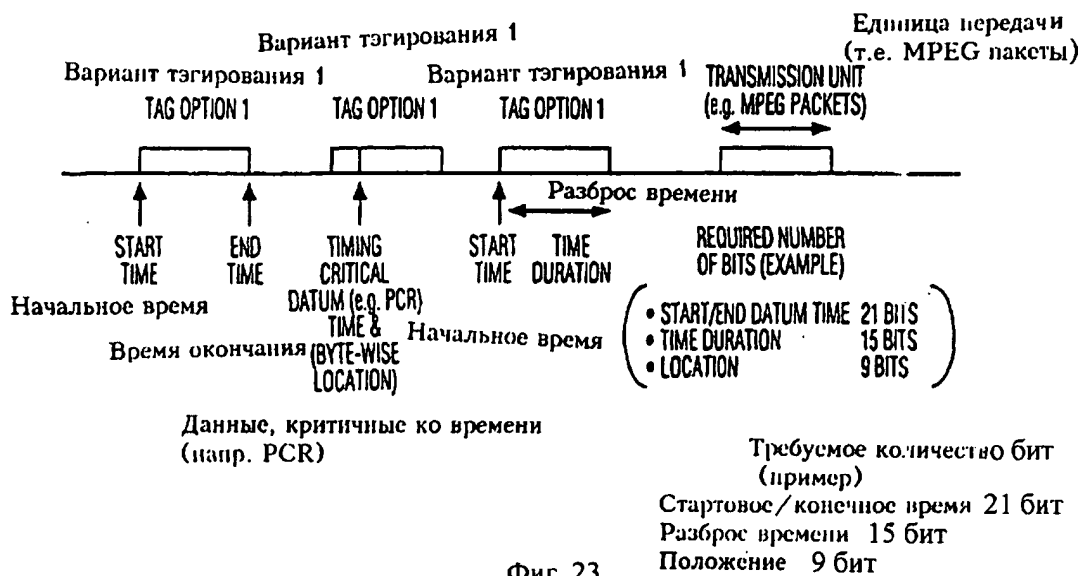 Вариант тэгирования 1
Единица передачи
(т.е. MPEG пакеты)
Вариант тэгирования 1
Вариант тэгирования 1
TAG OPTION 1
TAG OPTION 1
TAG OPTION 1
TRANSMISSION UNIT
(e.g. MPEG PACKETS)
Разброс времени
START
TIME
END
TIME
TIMING
CRITICAL
DATUM (e.g. PCR)
TIME &
(BYTE-WISE
LOCATION)
START
TIME
TIME
DURATION
REQUIRED NUMBER
OF BITS (EXAMPLE)
• START/END DATUM TIME 21 BITS
• TIME DURATION 15 BITS
• LOCATION 9 BITS
Начальное время
Время окончания
Начальное время
Данные, критичные ко времени
(напр. PCR)
Требуемое количество бит
(пример)
Стартовое/конечное время 21 бит
Разброс времени 15 бит
Положение 9 бит
Фиг. 23